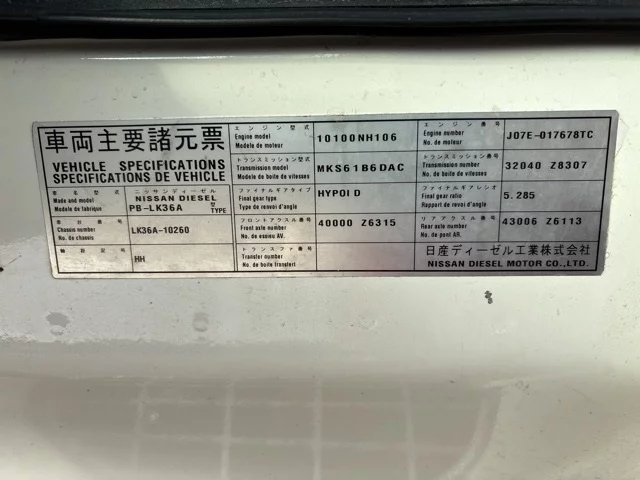 車両主要諸元票
VEHICLE SPECIFICATIONS
SPECIFICATIONS DE VEHICLE
車名及型式
Made and model
Modele de fabrique
ニッサンディーゼル
NISSAN DIESEL
PB-LK36A
型
TYPE
車台番号
Chassis number
No. de chassis
LK36A-10260
HH
エンジン型式
Engine model
Modele de moteur
10100NH106
トランスミッション型式
Transmission model
Modele de boite de vitesses
MKS61B6DAC
ファイナルギアタイプ
Final gear type
Type de renvoi d'angle
HYPOID
フロントアクスル番号
Front axle number
No. d'essieu AV.
40000 Z6315
トランスファ番号
Transfer number
No de boite transfert
エンジン番号
Engine number
No. de moteur
J07E-017678TC
トランスミッション番号
Transmission number
No. de boite de vitesses
32040 Z8307
ファイナルギアレシオ
Final gear ratio
Rapport de renvoi d'angle
5.285
リアアクスル番号
Rear axle number
No. de pont AR.
43006 Z6113
日産ディーゼル工業株式会社
NISSAN DIESEL MOTOR CO.,LTD.